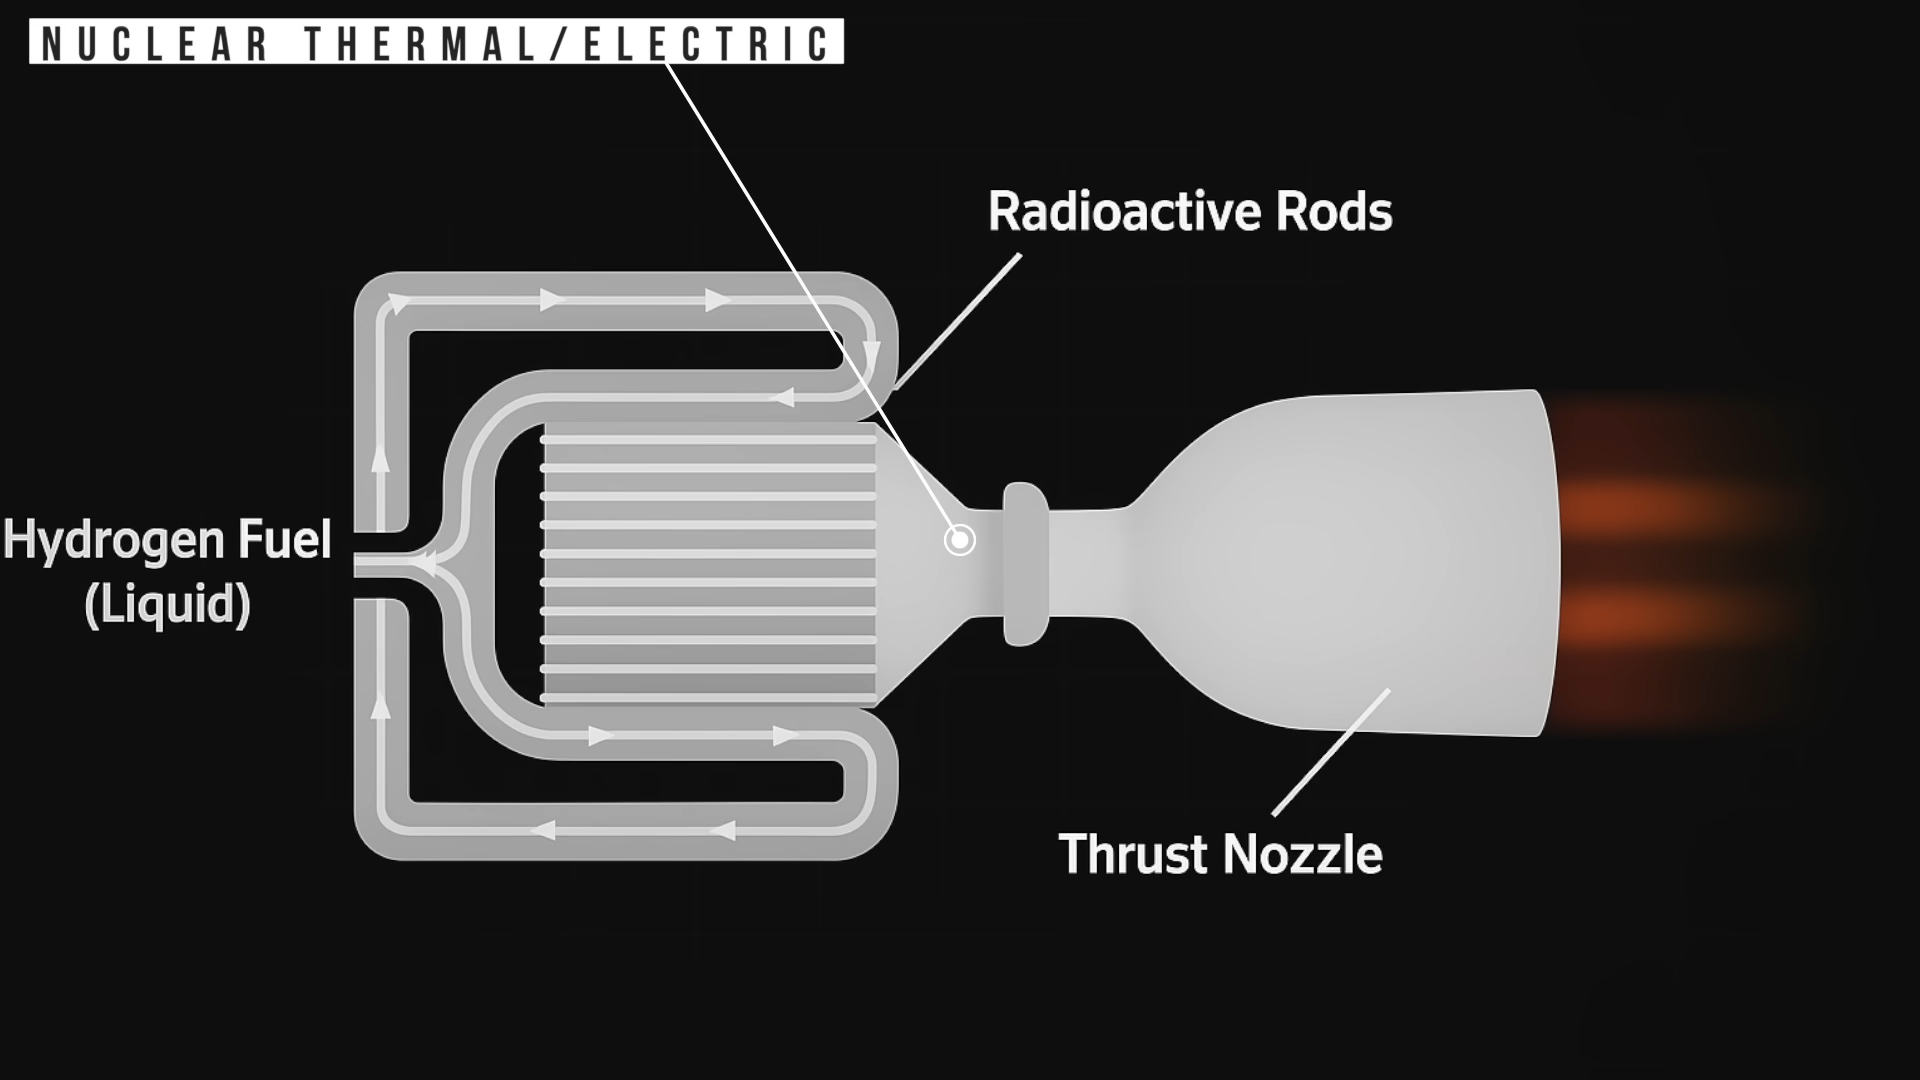 NUCLEAR THERMAL/ELECTRIC
Radioactive Rods
Hydrogen Fuel
(Liquid)
Thrust Nozzle